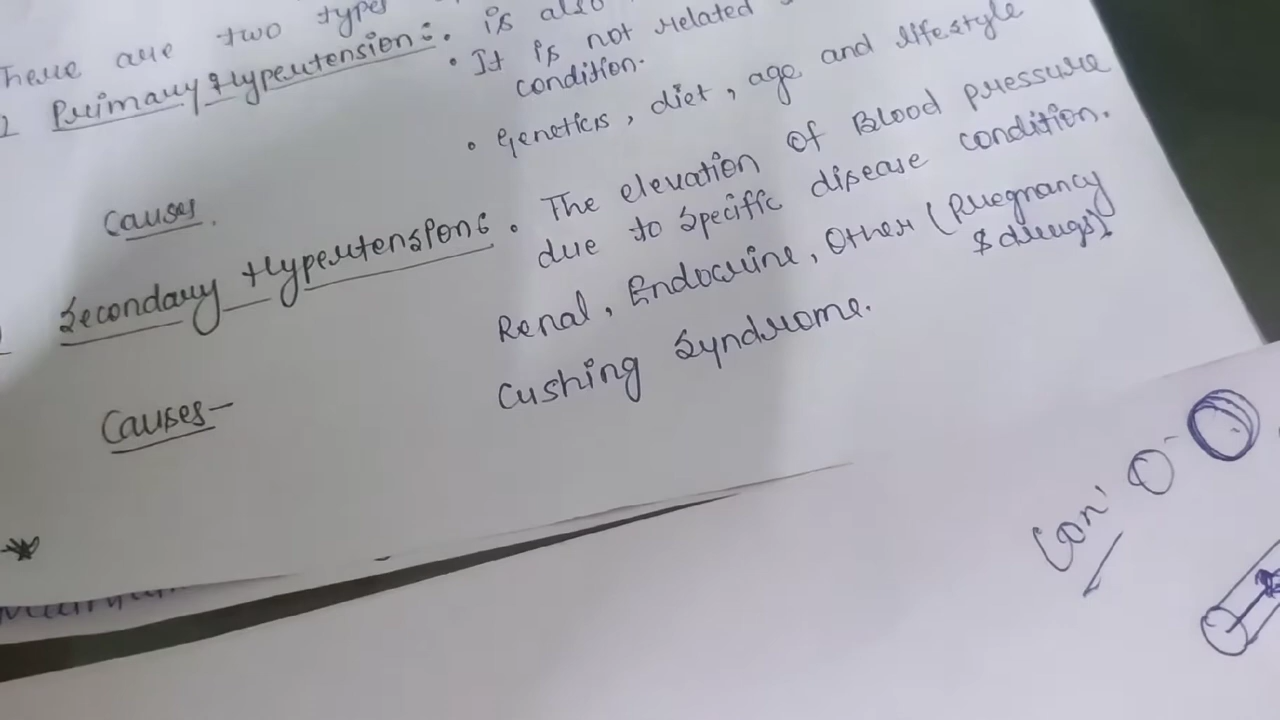 There are two types
Primary Hypertension:. is also
• It is not related
condition.
Causes.
• Genetics, diet, age and lifestyle
Secondary Hypertension: . The elevation of Blood pressure
due to specific disease condition.
Causes-
Renal, Endocrine, Other (pregnancy
& drugs),
Cushing Syndrome.
Con'